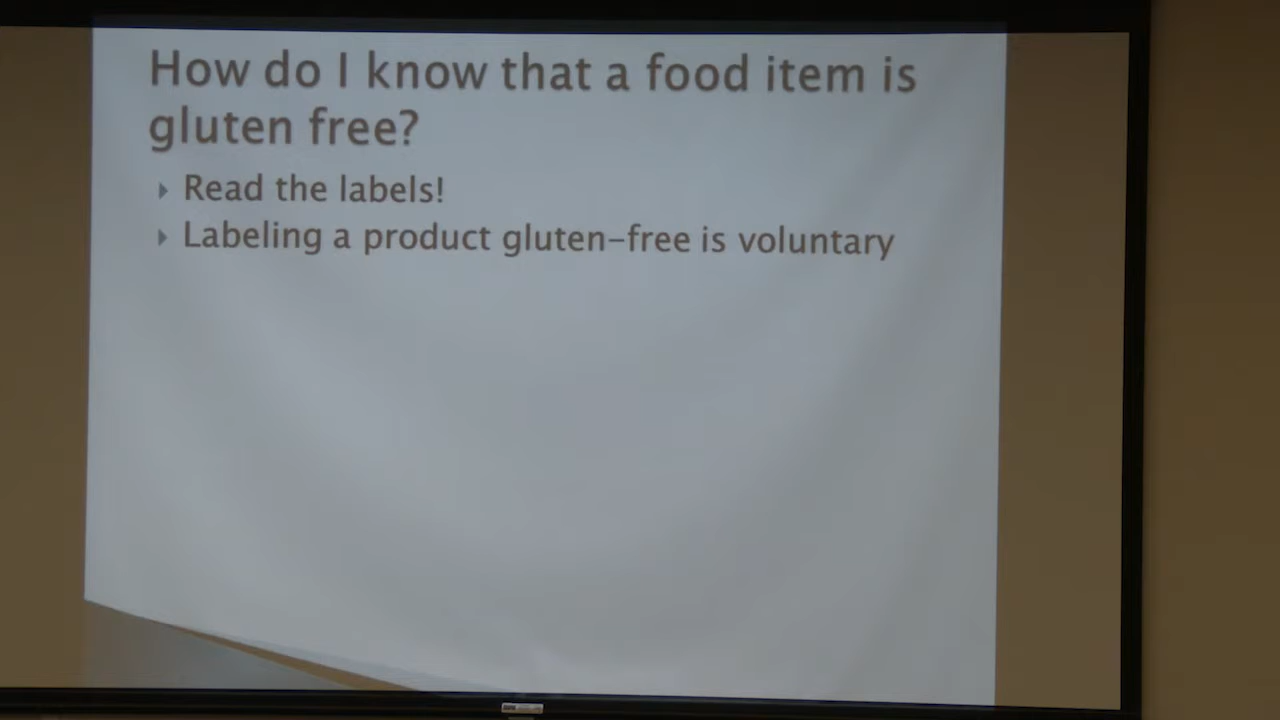 How do I know that a food item is
gluten free?
Read the labels!
Labeling a product gluten-free is voluntary